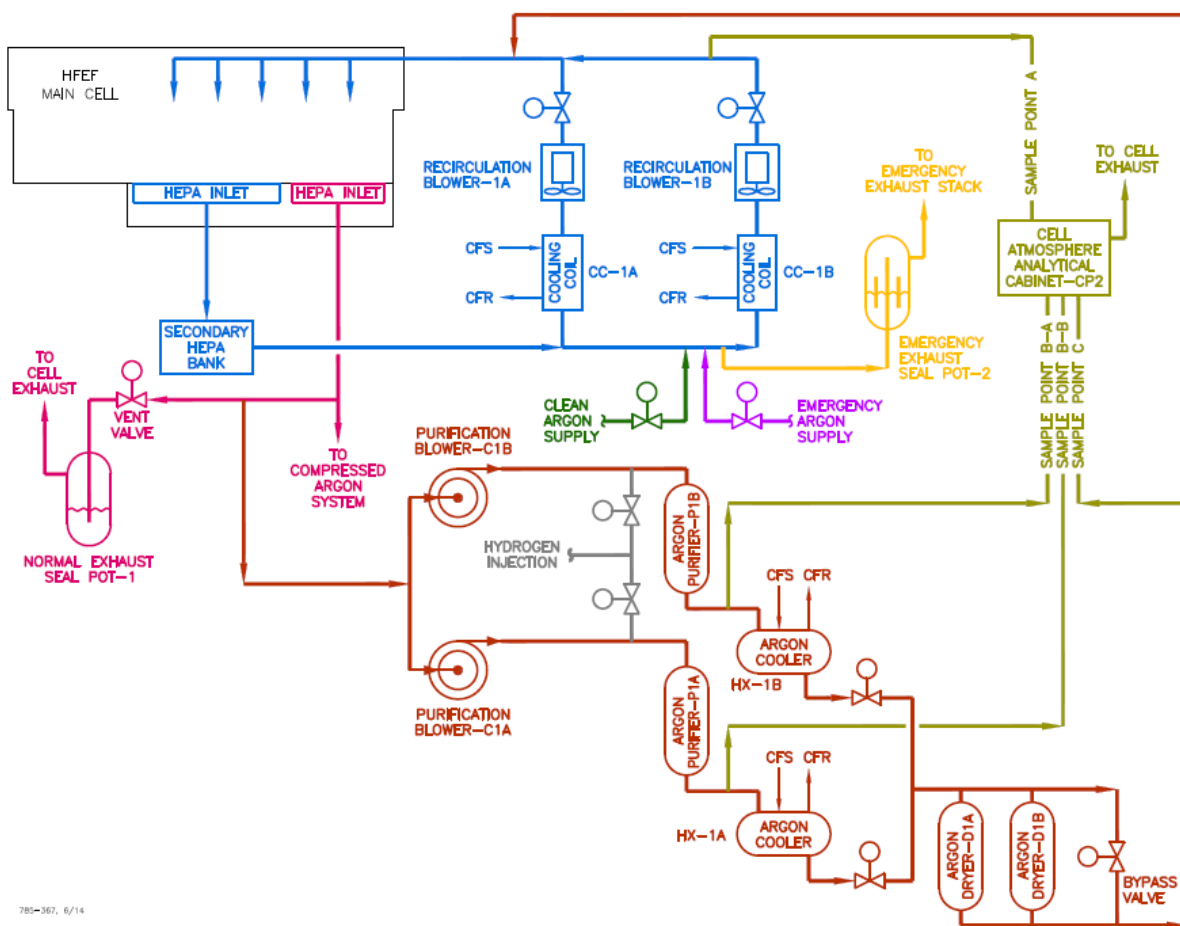 HFEF
MAIN CELL
HEPA INLET
HEPA INLET
RECIRCULATION
BLOWER-1A
RECIRCULATION
BLOWER-1B
CFS
CFR
COOLING
COIL
CC-1A
CFS
CFR
COOLING
COIL
CC-1B
TO
EMERGENCY
EXHAUST STACK
EMERGENCY
EXHAUST
SEAL POT-2
SAMPLE POINT A
TO CELL
EXHAUST
CELL
ATMOSPHERE
ANALYTICAL
CABINET-CP2
SAMPLE POINT B-A
SAMPLE POINT B-B
SAMPLE POINT C
SECONDARY
HEPA
BANK
TO
CELL
EXHAUST
VENT
VALVE
NORMAL EXHAUST
SEAL POT-1
TO
COMPRESSED
ARGON
SYSTEM
CLEAN
ARGON
SUPPLY
EMERGENCY
ARGON
SUPPLY
PURIFICATION
BLOWER-C1B
HYDROGEN
INJECTION
PURIFICATION
BLOWER-C1A
ARGON
PURIFIER-P1B
CFS CFR
ARGON
COOLER
HX-1B
ARGON
PURIFIER-P1A
CFS CFR
ARGON
COOLER
HX-1A
ARGON
DRYER-D1A
ARGON
DRYER-D1B
BYPASS
VALVE
785-367, 6/14